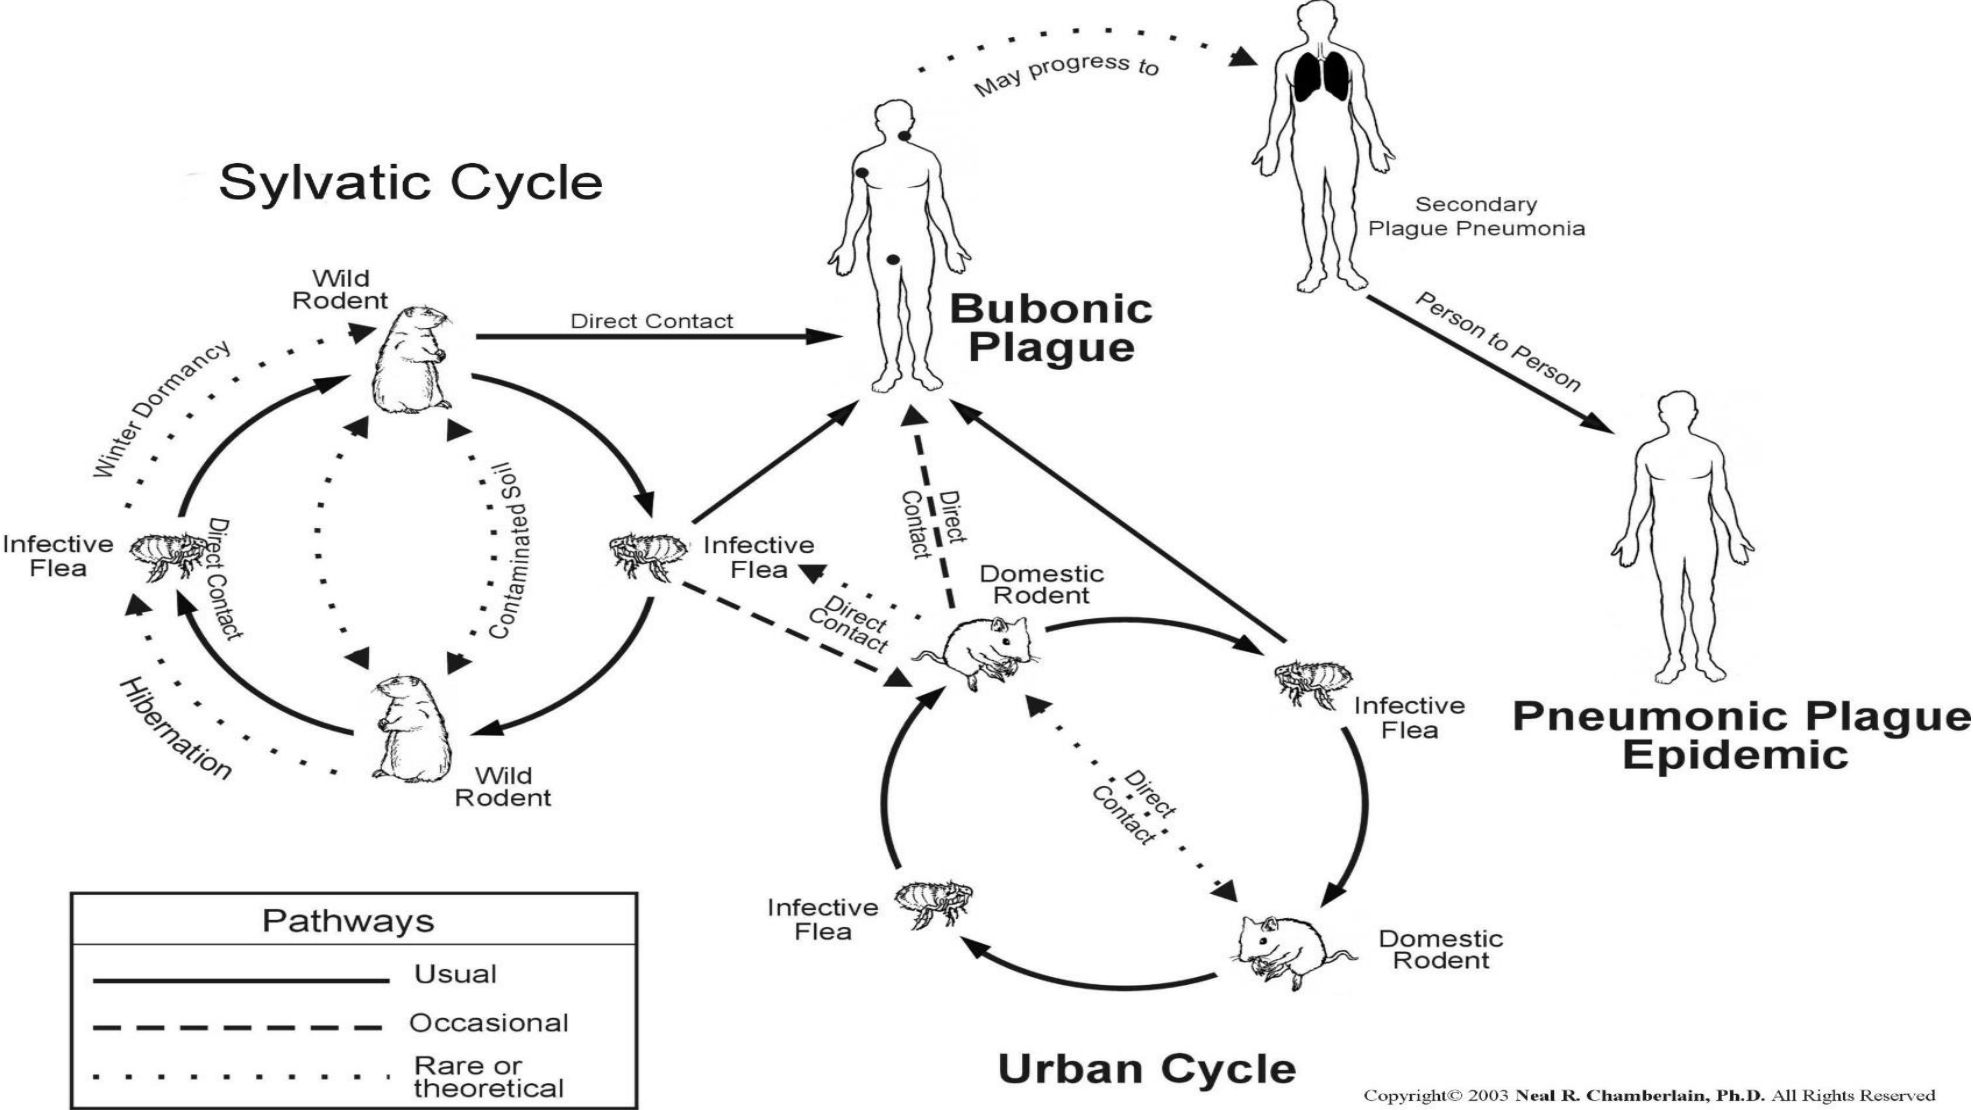 May progress to
Sylvatic Cycle
Secondary
Plague Pneumonia
Wild
Rodent
Direct Contact
Bubonic
Plague
Person to Person
Winter Dormancy
Contaminated Soil
Direct
Contact
Infective
Flea
Direct Contact
Infective
Flea
Domestic
Rodent
Direct
Contact
Hibernation
Infective
Flea
Pneumonic Plague
Epidemic
Wild
Rodent
Direct
Contact
Infective
Flea
Domestic
Rodent
Pathways
Usual
Occasional
Rare or
theoretical
Urban Cycle
Copyright© 2003 Neal R. Chamberlain, Ph.D. All Rights Reserved